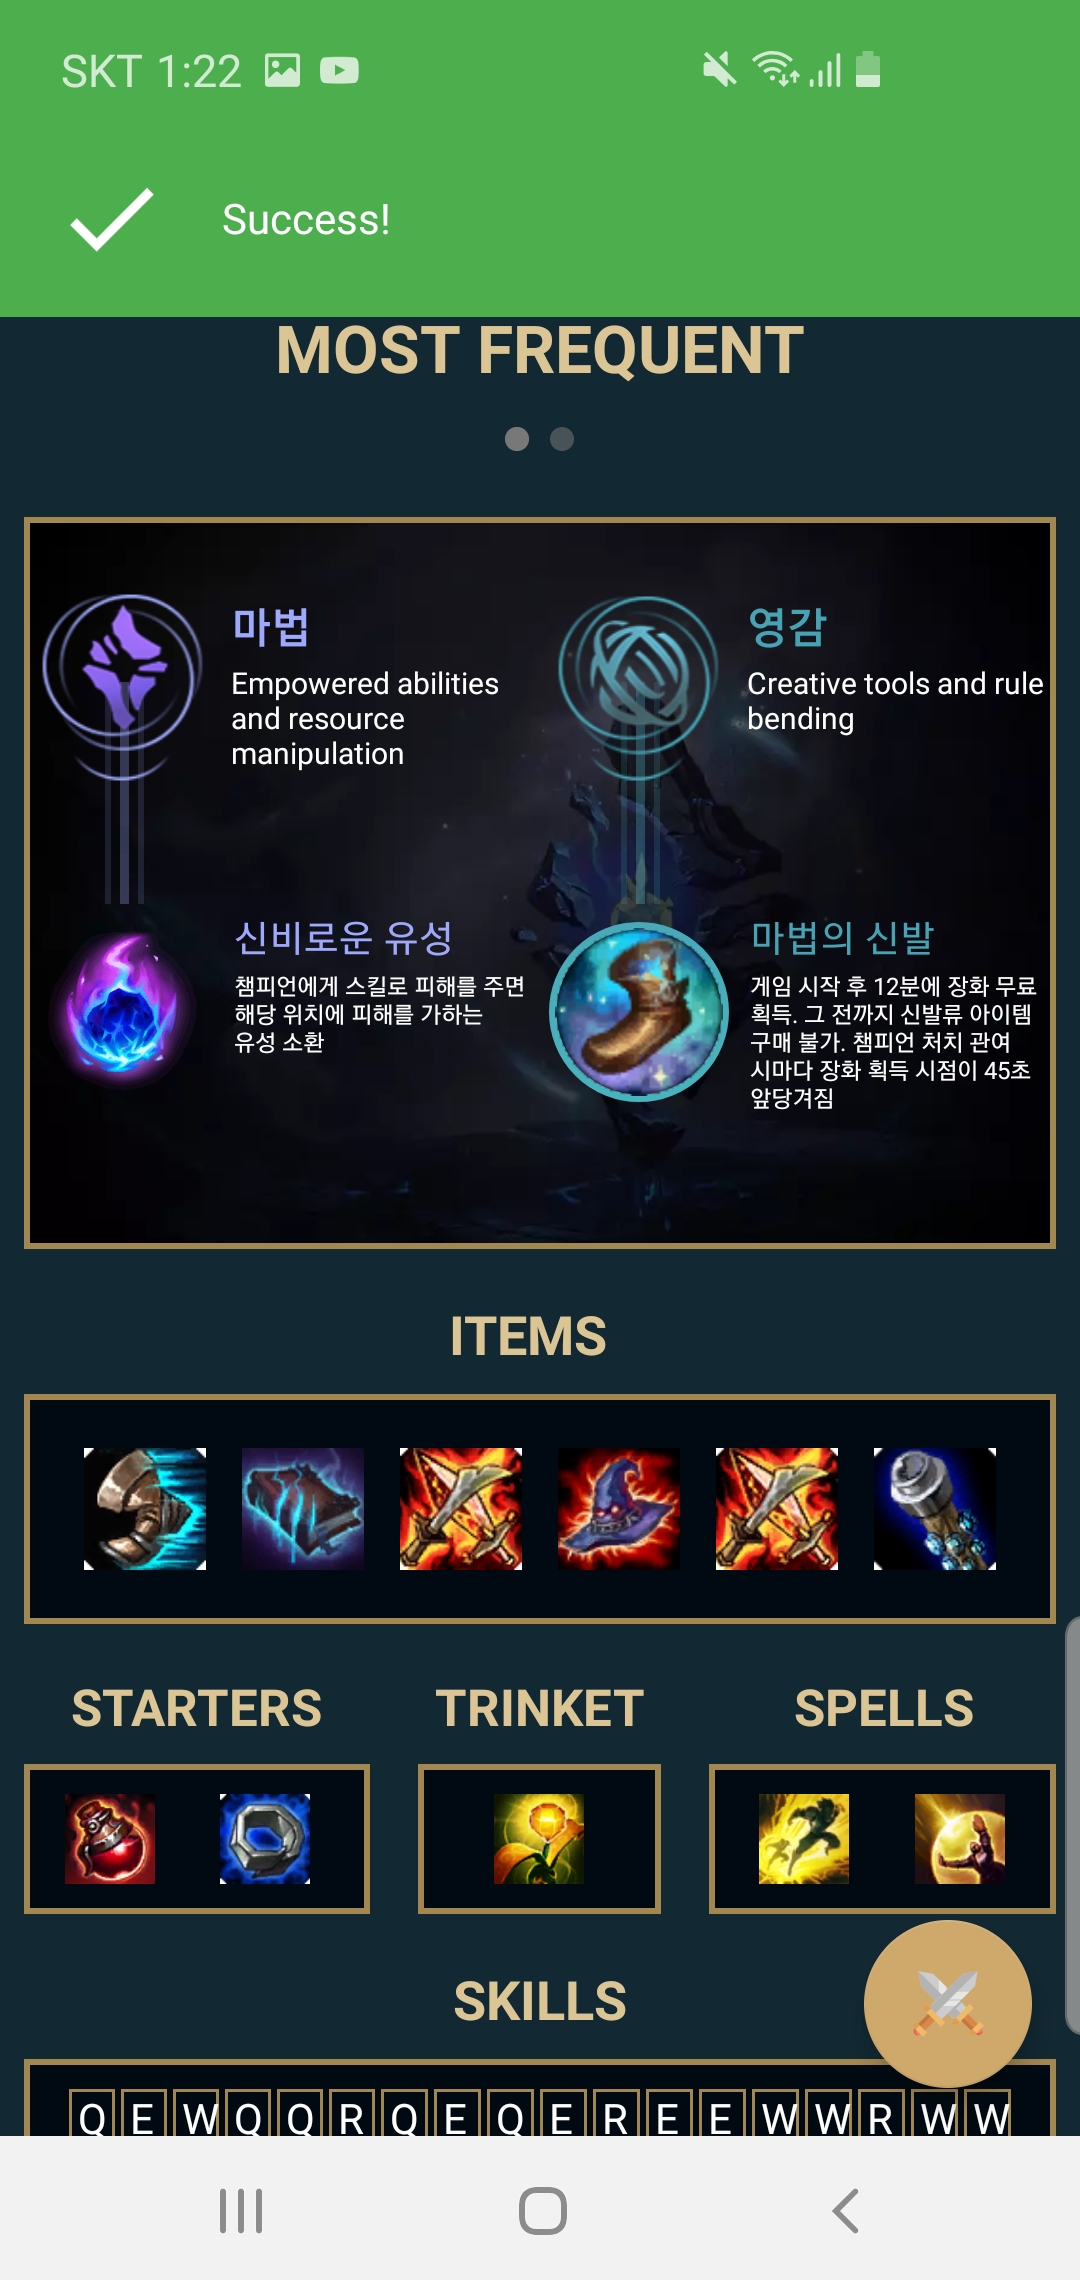 SKT 1:22
Success!
MOST FREQUENT
마법
Empowered abilities
and resource
manipulation
영감
Creative tools and rule
bending
신비로운 유성
챔피언에게 스킬로 피해를 주면
해당 위치에 피해를 가하는
유성 소환
마법의 신발
게임 시작 후 12분에 장화 무료
획득. 그 전까지 신발류 아이템
구매 불가. 챔피언 처치 관여
시마다 장화 획득 시점이 45초
앞당겨짐
ITEMS
STARTERS TRINKET SPELLS
SKILLS
Q E W Q Q R Q E Q E R E E W W R W W